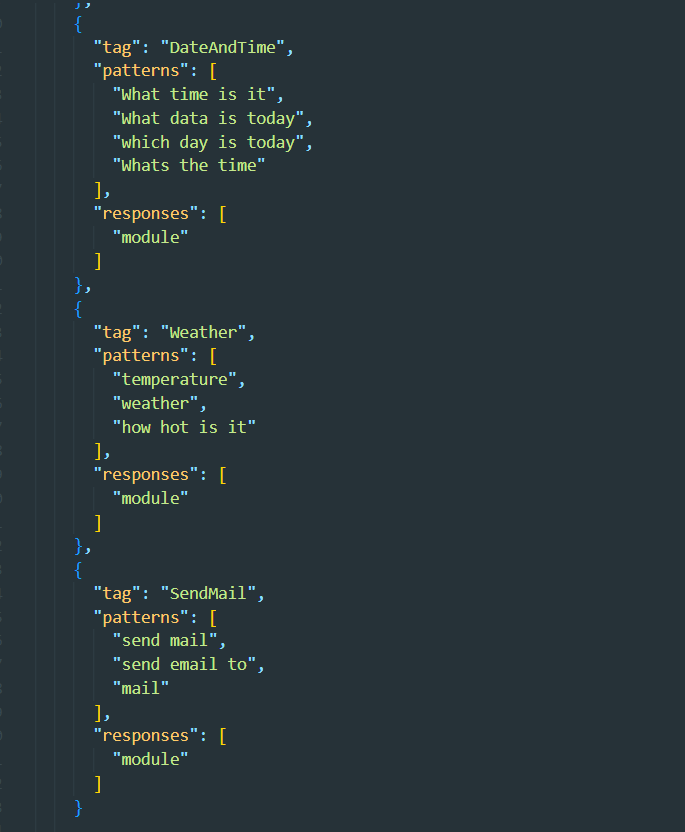 },
{
"tag": "DateAndTime",
"patterns": [
"What time is it",
"What data is today",
"which day is today",
"Whats the time"
],
"responses": [
"module"
]
},
{
"tag": "Weather",
"patterns": [
"temperature",
"weather",
"how hot is it"
],
"responses": [
"module"
]
},
{
"tag": "SendMail",
"patterns": [
"send mail",
"send email to",
"mail"
],
"responses": [
"module"
]
}